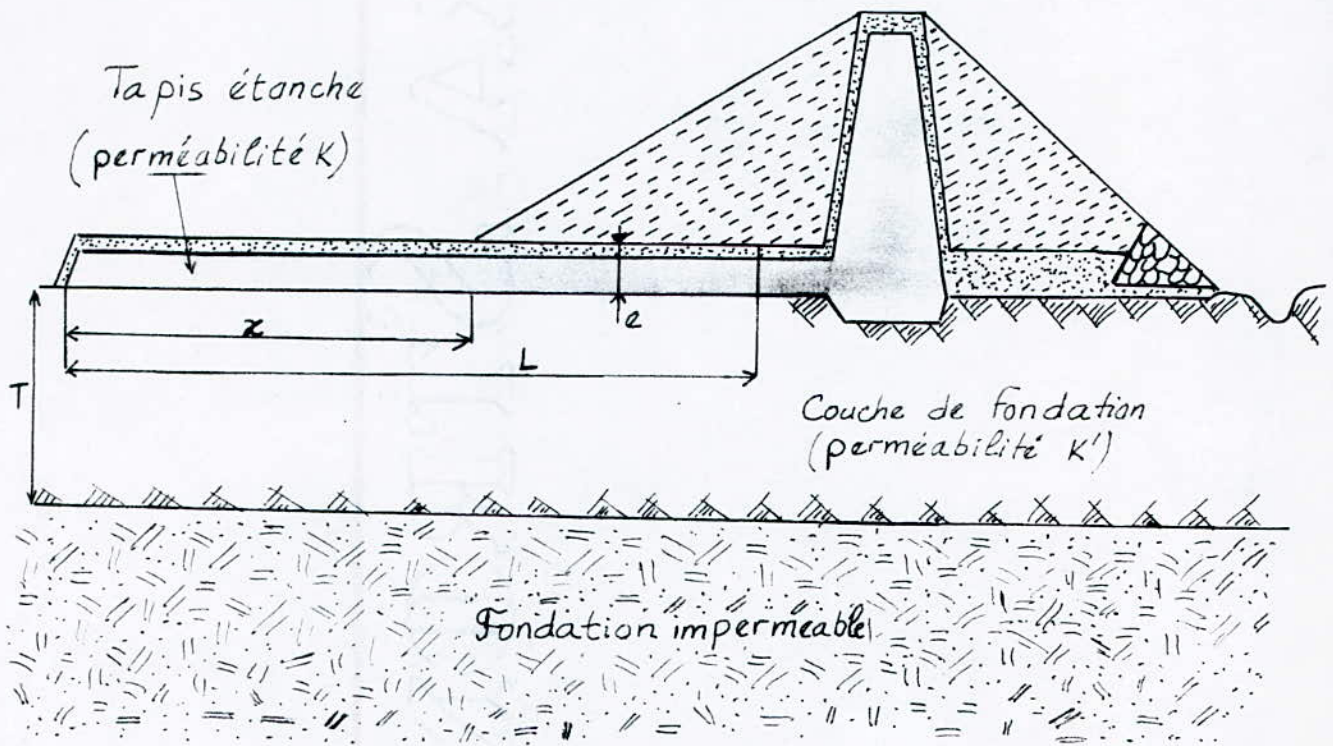 Tapis étanche
(perméabilité K)
x
e
L
T
Couche de fondation
(perméabilité K')
Fondation imperméable